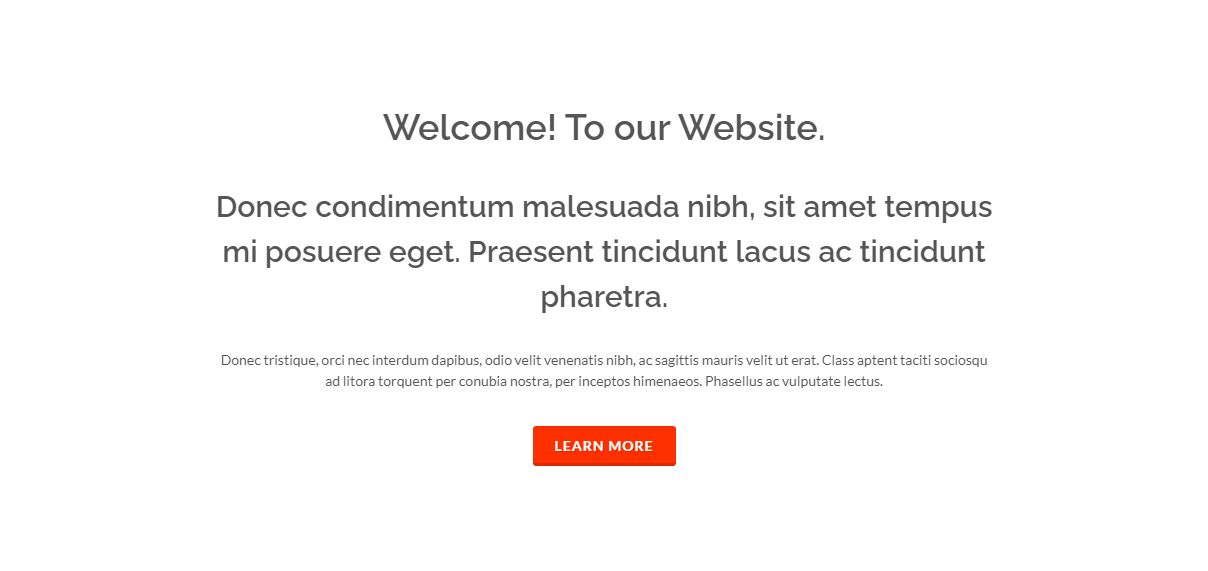 Welcome! To our Website.
Donec condimentum malesuada nibh, sit amet tempus
mi posuere eget. Praesent tincidunt lacus ac tincidunt
pharetra.
Donec tristique, orci nec interdum dapibus, odio velit venenatis nibh, ac sagittis mauris velit ut erat. Class aptent taciti sociosqu
ad litora torquent per conubia nostra, per inceptos himenaeos. Phasellus ac vulputate lectus.
LEARN MORE